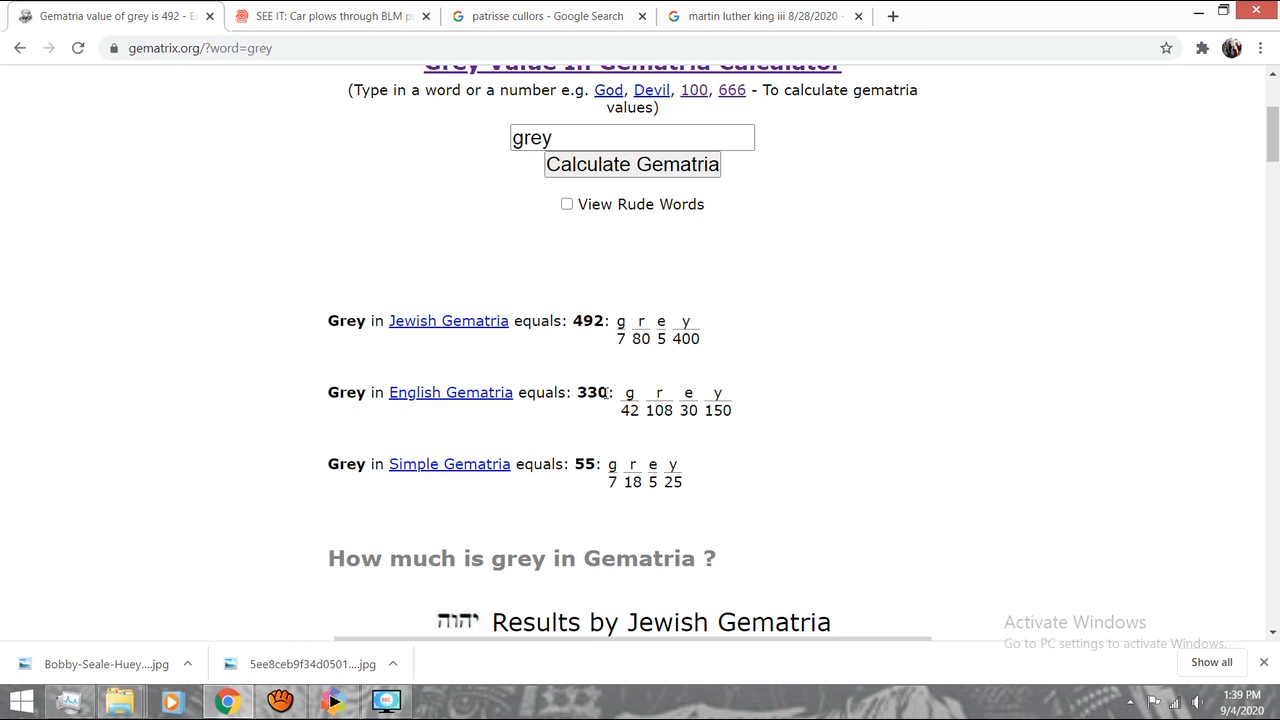 Gematria value of grey is 492 - E
SEE IT: Car plows through BLM p
patrisse cullors - Google Search
martin luther king iii 8/28/2020 -
gematrix.org/?word=grey
Grey Value In Gematria Calculator
(Type in a word or a number e.g. God, Devil, 100, 666 - To calculate gematria
values)
grey
Calculate Gematria
View Rude Words
Grey in Jewish Gematria equals: 492: g r e y
7 80 5 400
Grey in English Gematria equals: 330: g r e y
42 108 30 150
Grey in Simple Gematria equals: 55: g r e y
7 18 5 25
How much is grey in Gematria ?
יהוה Results by Jewish Gematria
Activate Windows
Go to PC settings to activate Windows.
Bobby-Seale-Huey....jpg
5ee8ceb9f34d0501....jpg
Show all
REC
1:39 PM
9/4/2020